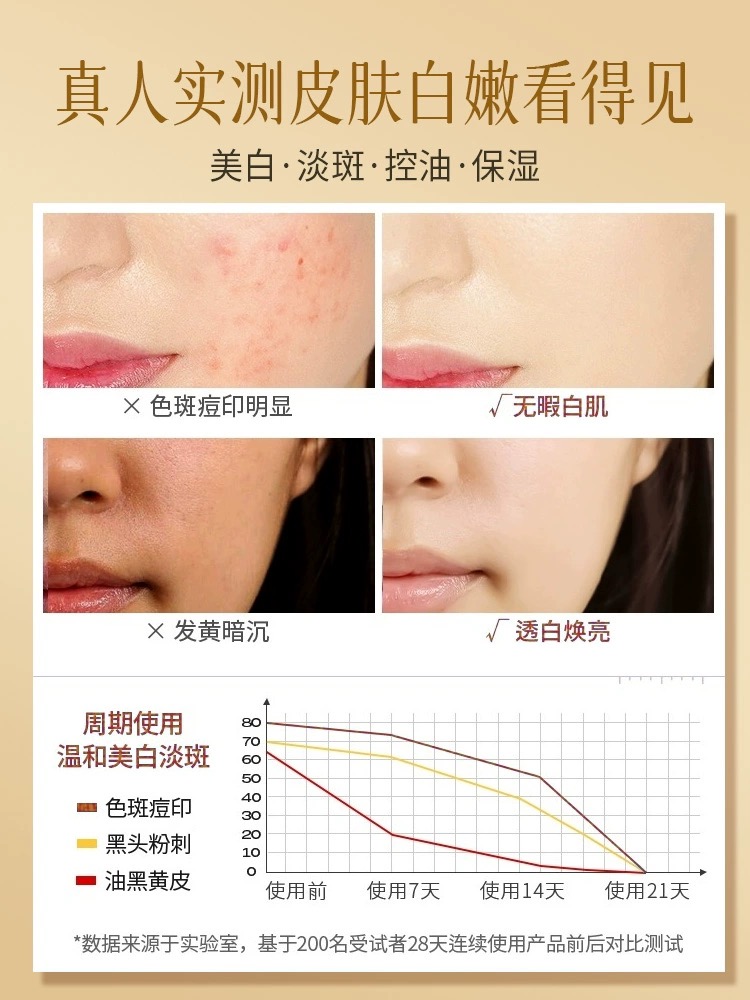 真人实测皮肤白嫩看得见
美白·淡斑·控油·保湿
× 色斑痘印明显
√无暇白肌
× 发黄暗沉
√ 透白焕亮
周期使用
温和美白淡斑
色斑痘印
黑头粉刺
油黑黄皮
80
70
60
50
40
30
20
10
0
使用前 使用7天 使用14天 使用21天
*数据来源于实验室，基于200名受试者28天连续使用产品前后对比测试